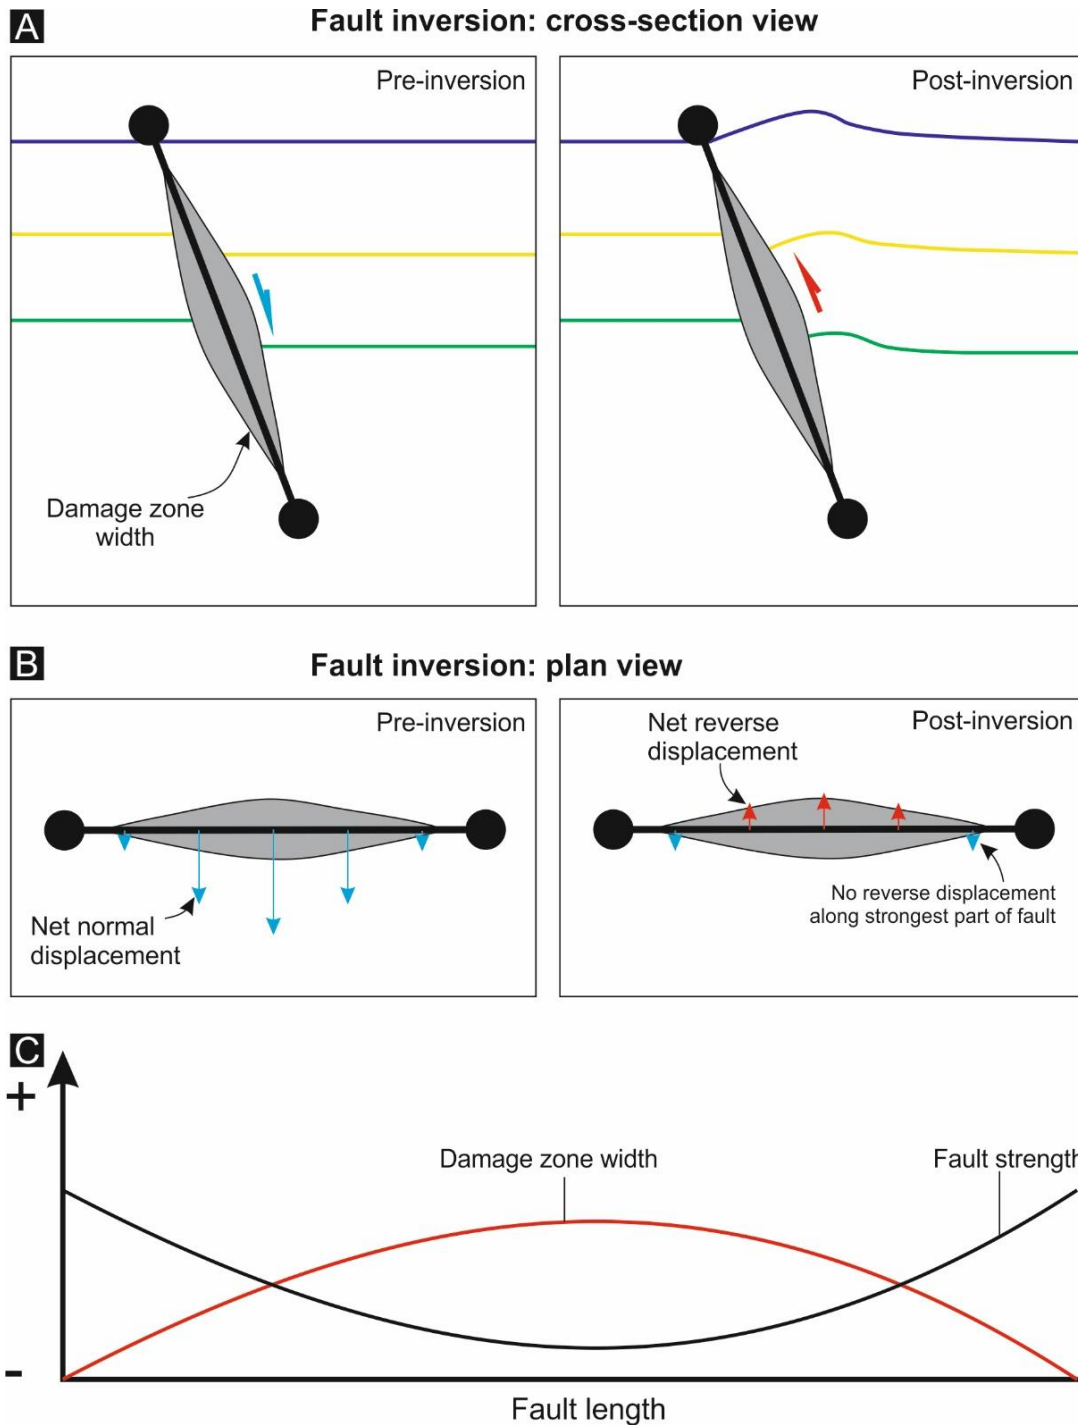 A
Fault inversion: cross-section view
Pre-inversion
Post-inversion
Damage zone
width
B
Fault inversion: plan view
Pre-inversion
Net normal
displacement
Net reverse
displacement
Post-inversion
No reverse displacement
along strongest part of fault
C
+
Damage zone width
Fault strength
-
Fault length